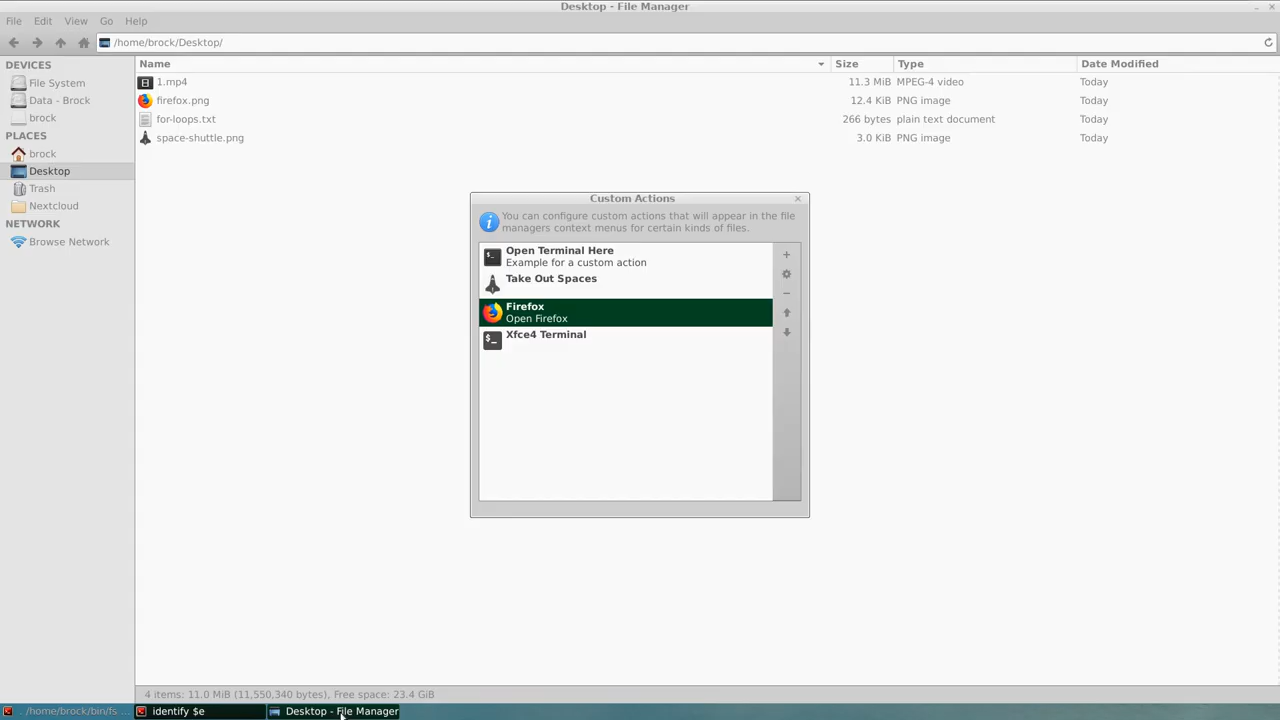 Desktop - File Manager
File Edit View Go Help
/home/brock/Desktop/
DEVICES
File System
Data - Brock
brock
PLACES
brock
Desktop
Trash
Nextcloud
NETWORK
Browse Network
Name Size Type Date Modified
1.mp4 11.3 MiB MPEG-4 video Today
firefox.png 12.4 KiB PNG image Today
for-loops.txt 266 bytes plain text document Today
space-shuttle.png 3.0 KiB PNG image Today
Custom Actions
You can configure custom actions that will appear in the file
managers context menus for certain kinds of files.
Open Terminal Here
Example for a custom action
Take Out Spaces
Firefox
Open Firefox
Xfce4 Terminal
4 items: 11.0 MiB (11,550,340 bytes), Free space: 23.4 GiB
../home/brock/bin/fs ... identify $e Desktop - File Manager